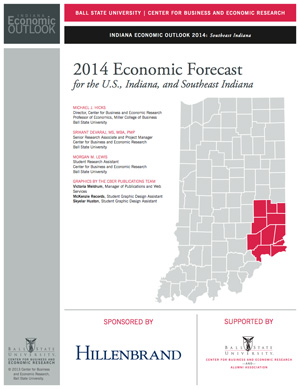 INDIANA
Economic
OUTLOOK
BALL STATE UNIVERSITY | CENTER FOR BUSINESS AND ECONOMIC RESEARCH
INDIANA ECONOMIC OUTLOOK 2014: Southeast Indiana
2014 Economic Forecast
for the U.S., Indiana, and Southeast Indiana
MICHAEL J. HICKS
Director, Center for Business and Economic Research
Professor of Economics, Miller College of Business
Ball State University
SRIKANT DEVARAJ, MS, MBA, PMP
Senior Research Associate and Project Manager
Center for Business and Economic Research
Ball State University
MORGAN M. LEWIS
Student Research Assistant
Center for Business and Economic Research
Ball State University
GRAPHICS BY THE CBER PUBLICATIONS TEAM
Victoria Meldrum, Manager of Publications and Web
Services
McKenzie Records, Student Graphic Design Assistant
Skyelar Huston, Student Graphic Design Assistant
SPONSORED BY
HILLENBRAND
SUPPORTED BY
BALL STATE
UNIVERSITY
CENTER FOR BUSINESS AND
ECONOMIC RESEARCH
AND
ALUMNI ASSOCIATION
BALL STATE
UNIVERSITY
CENTER FOR BUSINESS AND
ECONOMIC RESEARCH
© 2013 Center for Business
and Economic Research,
Ball State University